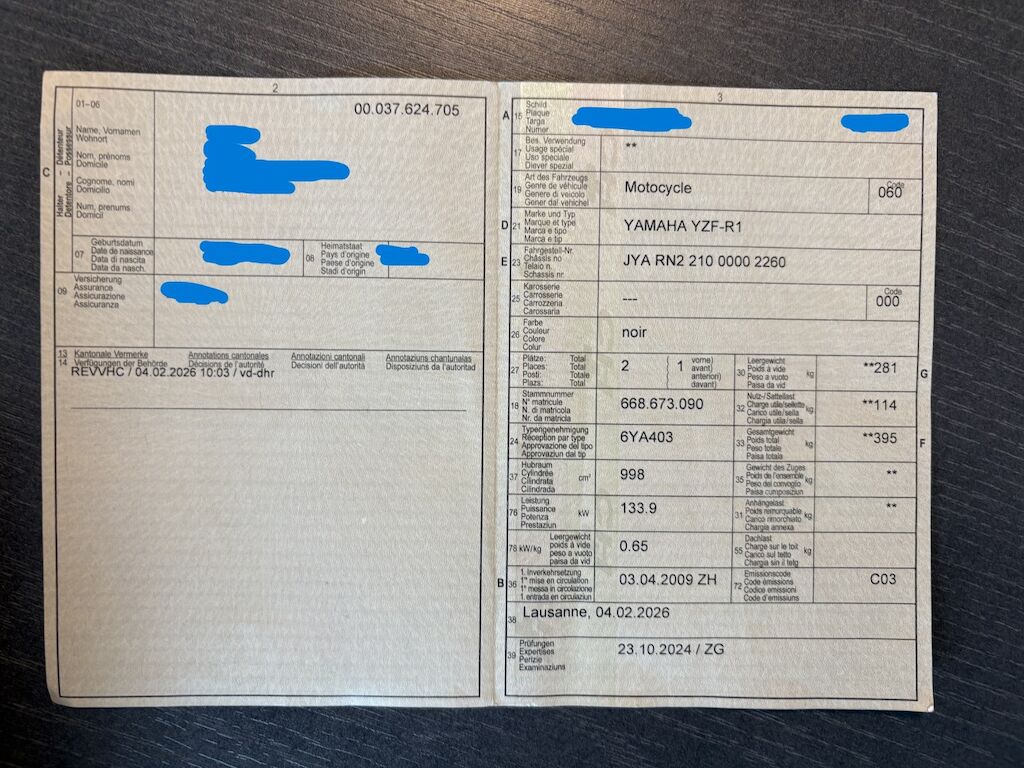 2
01–06
00.037.624.705
C
Halter - Détenteur
Detentore - Possessur
Name, Vornamen
Wohnort
Nom, prénoms
Domicile
Cognome, nomi
Domicilio
Num, prenums
Domicil
07
Geburtsdatum
Date de naissance
Data di nascita
Data da nasch.
08
Heimatstaat
Pays d'origine
Paese d'origine
Stadi d'origin
09
Versicherung
Assurance
Assicurazione
Assicuranza
13 Kantonale Vermerke Annotations cantonales Annotazioni cantonali Annotaziuns chantunalas
14 Verfügungen der Behörde Décisions de l'autorité Decisioni dell'autorità Disposiziuns da l'autoritad
REVVHC / 04.02.2026 10:03 / vd-dhr
3
A 15
Schild
Plaque
Targa
Numer
17
Bes. Verwendung
Usage spécial
Uso speciale
Diever spezial
**
19
Art des Fahrzeugs
Genre de véhicule
Genere di veicolo
Gener dal vehichel
Motocycle
Code
060
D 21
Marke und Typ
Marque et type
Marca e tipo
Marca e tip
YAMAHA YZF-R1
E 23
Fahrgestell-Nr.
Châssis no
Telaio n.
Schassis nr.
JYA RN2 210 0000 2260
25
Karosserie
Carrosserie
Carrozzeria
Carossaria
---
Code
000
26
Farbe
Couleur
Colore
Colur
noir
27
Plätze: Total
Places: Total
Posti: Totale
Plazs: Total
2
( 1 vorne)
avant)
anteriori)
davant)
30
Leergewicht
Poids à vide
Peso a vuoto
Paisa da vid
kg
**281
G
18
Stammnummer
N° matricule
N. di matricola
Nr. da matricla
668.673.090
32
Nutz-/Sattellast
Charge utile/sellette
Carico utile/sella
Chargia utila/sella
kg
**114
24
Typengenehmigung
Réception par type
Approvazione del tipo
Approvaziun dal tip
6YA403
33
Gesamtgewicht
Poids total
Peso totale
Paisa totala
kg
**395
F
37
Hubraum
Cylindrée
Cilindrata
Cilindrada
cm³
998
35
Gewicht des Zuges
Poids de l'ensemble
Peso del convoglio
Paisa cumposiziun
kg
**
76
Leistung
Puissance
Potenza
Prestaziun
kW
133.9
31
Anhängelast
Poids remorquable
Carico rimorchiato
Chargia annexa
kg
**
78 kW/kg
Leergewicht
poids à vide
peso a vuoto
paisa da vid
0.65
55
Dachlast
Charge sur le toit
Carico sul tetto
Chargia sin il tetg
kg
B 36
1. Inverkehrsetzung
1re mise en circulation
1a messa in circolazione
1. entrada en circulaziun
03.04.2009 ZH
72
Emissionscode
Code émissions
Codice emissioni
Code d'emissiuns
C03
38
Lausanne, 04.02.2026
39
Prüfungen
Expertises
Perizie
Examinaziuns
23.10.2024 / ZG